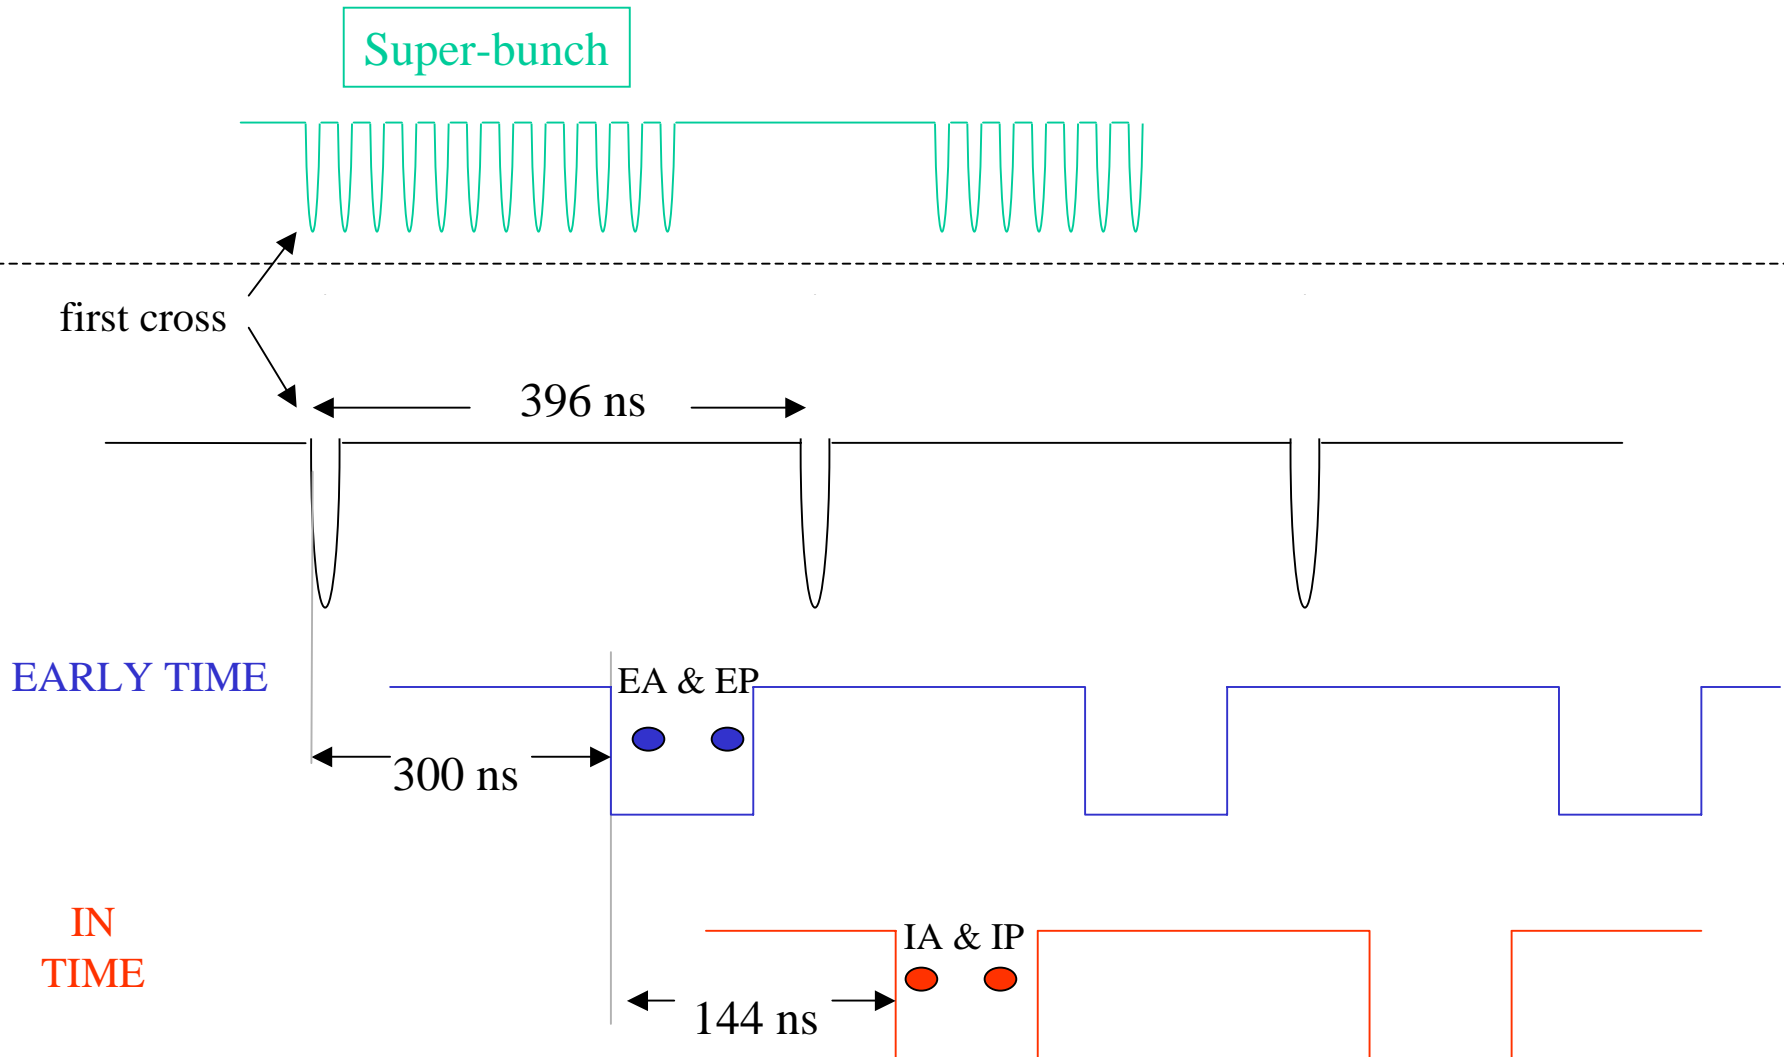 Super-bunch
first cross
396 ns
EARLY TIME
EA & EP
300 ns
IN
TIME
IA & IP
144 ns